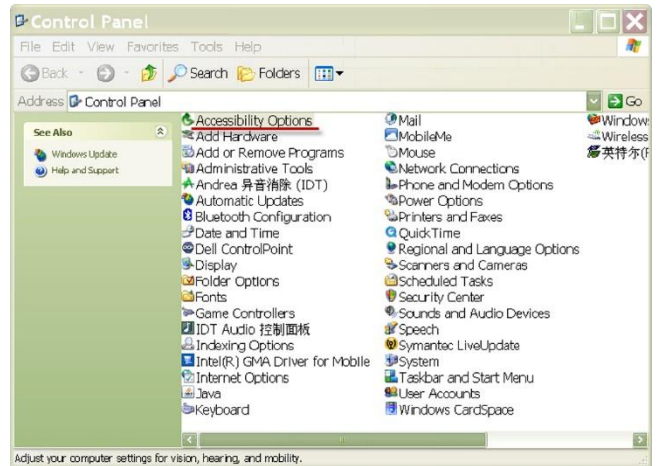 Control Panel
File Edit View Favorites Tools Help
Back Search Folders
Address Control Panel Go
See Also
Windows Update
Help and Support
Accessibility Options
Add Hardware
Add or Remove Programs
Administrative Tools
Andrea 异音消除 (IDT)
Automatic Updates
Bluetooth Configuration
Date and Time
Dell ControlPoint
Display
Folder Options
Fonts
Game Controllers
IDT Audio 控制面板
Indexing Options
Intel(R) GMA Driver for Mobile
Internet Options
Java
Keyboard
Mail
MobileMe
Mouse
Network Connections
Phone and Modem Options
Power Options
Printers and Faxes
QuickTime
Regional and Language Options
Scanners and Cameras
Scheduled Tasks
Security Center
Sounds and Audio Devices
Speech
Symantec LiveUpdate
System
Taskbar and Start Menu
User Accounts
Windows CardSpace
Window
Wireless
英特尔(
Adjust your computer settings for vision, hearing, and mobility.